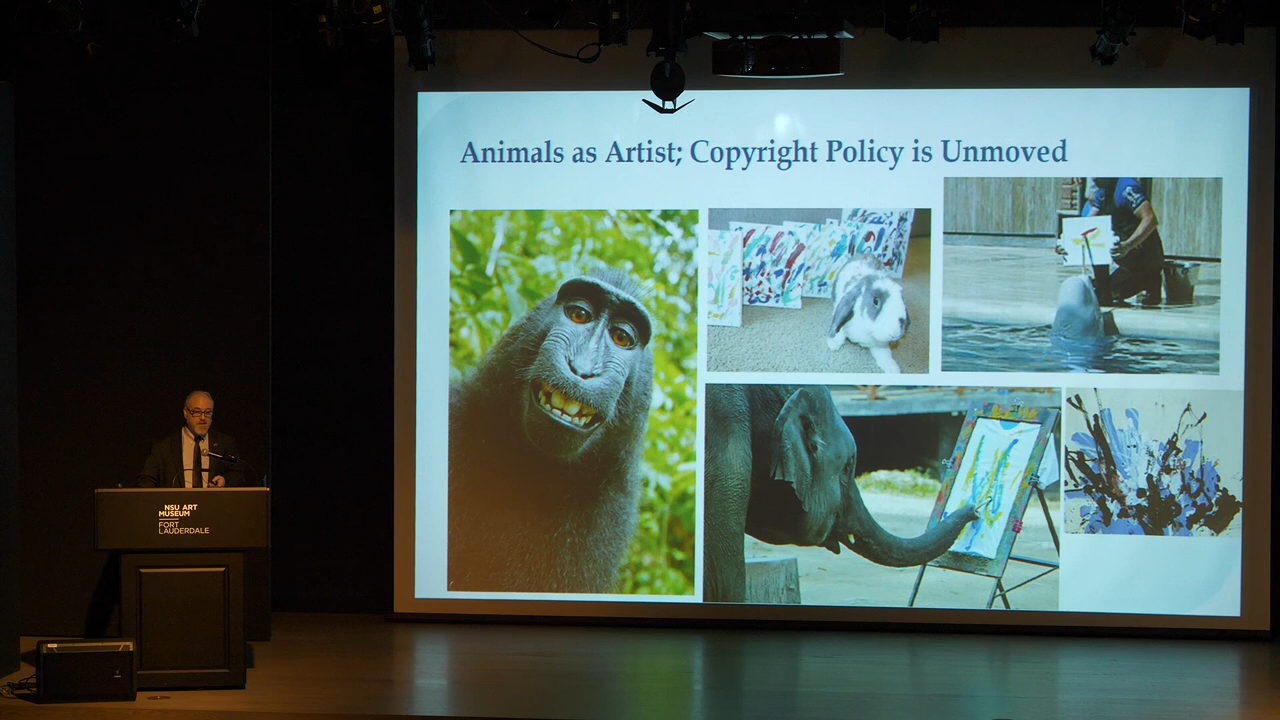 Animals as Artist; Copyright Policy is Unmoved
NSU ART
MUSEUM
FORT
LAUDERDALE